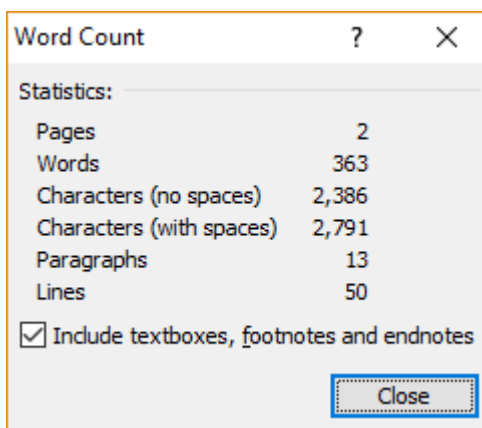 Word Count ?
Statistics:
Pages 2
Words 363
Characters (no spaces) 2,386
Characters (with spaces) 2,791
Paragraphs 13
Lines 50
Include textboxes, footnotes and endnotes
Close